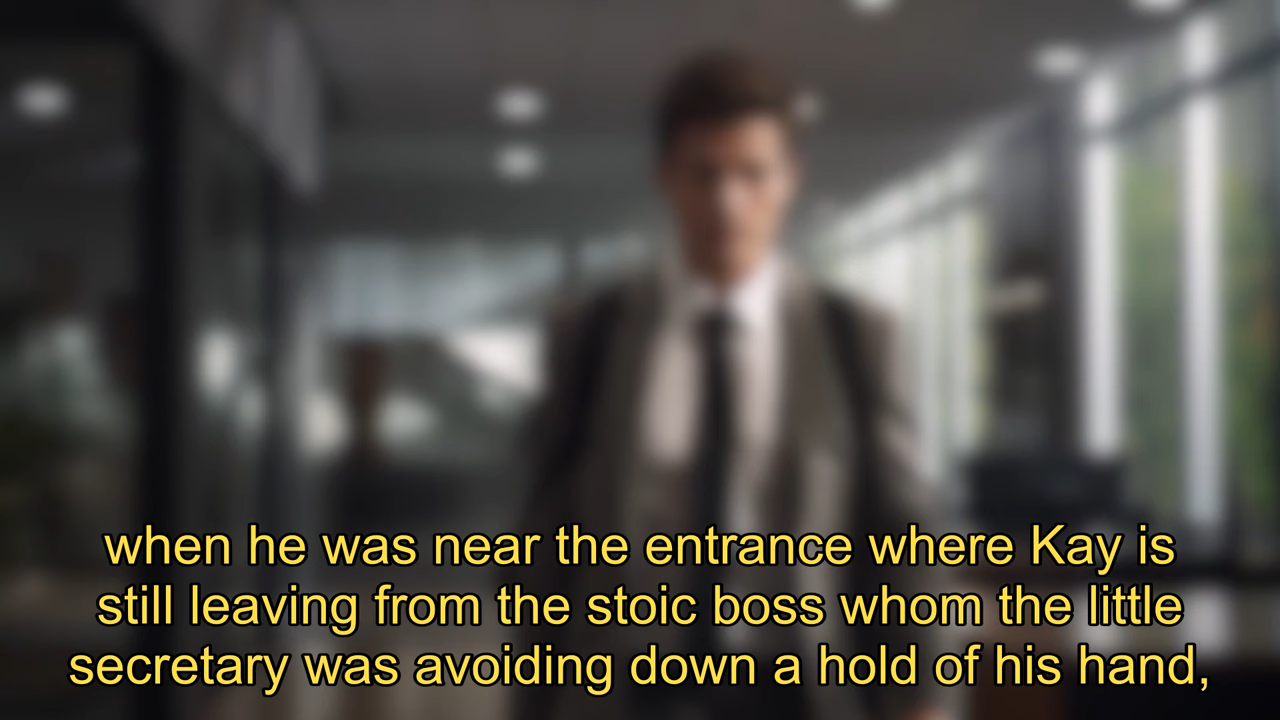 when he was near the entrance where Kay is
still leaving from the stoic boss whom the little
secretary was avoiding down a hold of his hand,